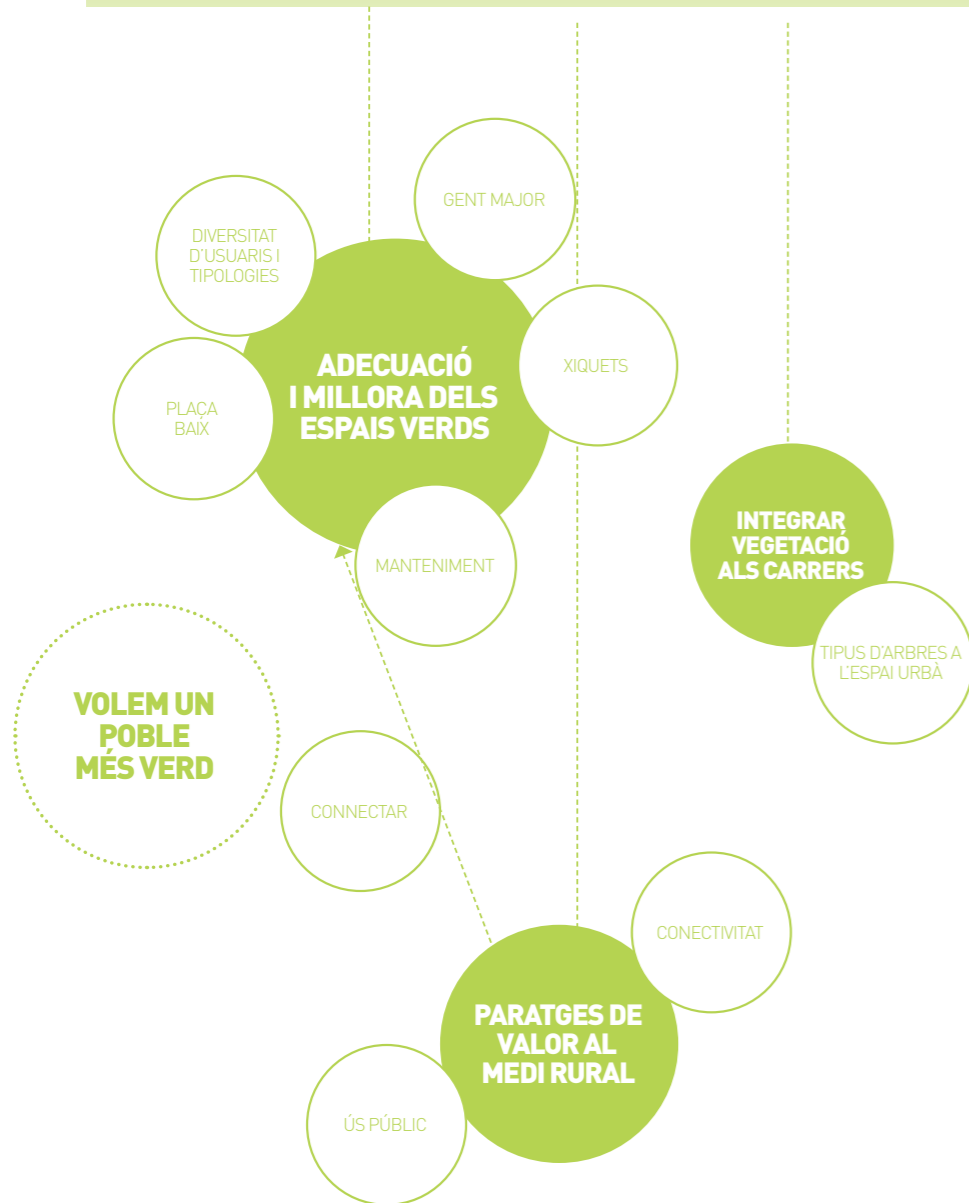 GENT MAJOR
DIVERSITAT
D'USUARIS I
TIPOLOGIES
ADECUACIÓ
I MILLORA DELS
ESPAIS VERDS
XIQUETS
PLAÇA
BAIX
MANTENIMENT
INTEGRAR
VEGETACIÓ
ALS CARRERS
TIPUS D'ARBRES A
L'ESPAI URBÀ
VOLEM UN
POBLE
MÉS VERD
CONNECTAR
CONECTIVITAT
PARATGES DE
VALOR AL
MEDI RURAL
ÚS PÚBLIC